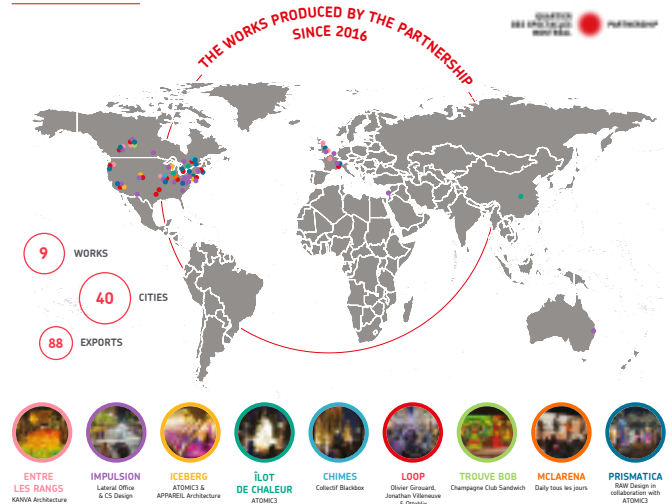 THE WORKS PRODUCED BY THE PARTNERSHIP
SINCE 2016
9 WORKS
40 CITIES
88 EXPORTS
ENTRE
LES RANGS
KANVA Architecture
IMPULSION
Lateral Office
& CS Design
ICEBERG
ATOMIC3 &
APPAREIL Architecture
ÎLOT
DE CHALEUR
ATOMIC3
CHIMES
Collectif Blackbox
LOOP
Olivier Girouard,
Jonathan Villeneuve
TROUVE BOB
Champagne Club Sandwich
MCLARENA
Daily tous les jours
PRISMATICA
RAW Design in
collaboration with
ATOMIC3